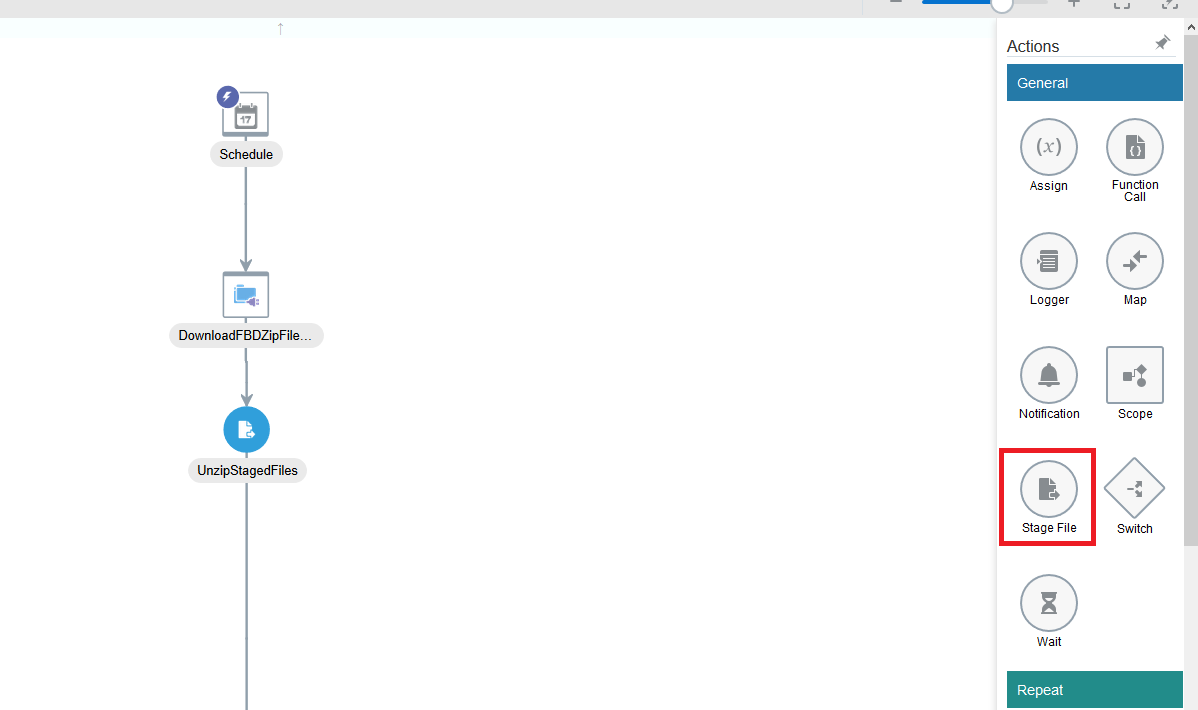 Actions
General
Schedule
17
Assign
(x)
Function
Call
{}
Logger
Map
DownloadFBDZipFile...
Notification
Scope
UnzipStagedFiles
Stage File
Switch
Wait
Repeat